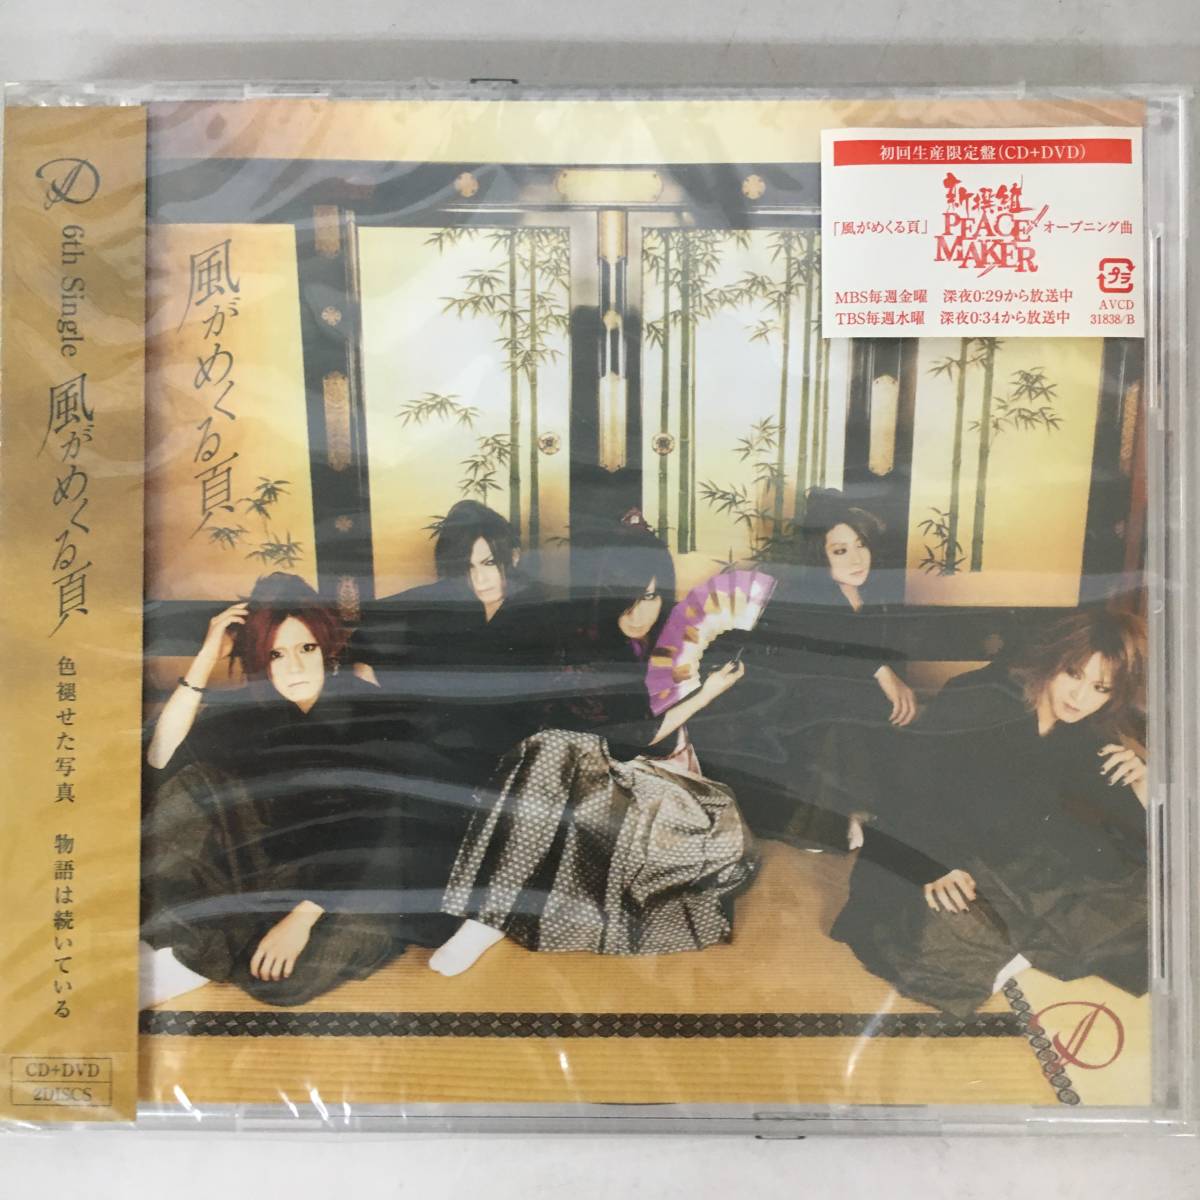 D
6th Single 風がめくる頁
色褪せた写真 物語は続いている
CD+DVD
2DISCS
風がめくる頁
初回生産限定盤(CD+DVD)
「風がめくる頁」
新撰組
PEACE
MAKER
オープニング曲
MBS毎週金曜 深夜0:29から放送中
TBS毎週水曜 深夜0:34から放送中
プラ
AVCD
31838/B
D